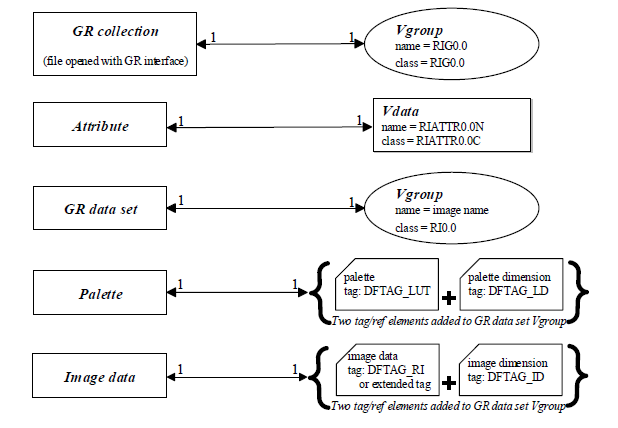 GR collection
(file opened with GR interface)
1 1
Vgroup
name = RIG0.0
class = RIG0.0
Attribute
1 1
Vdata
name = RIATTR0.0N
class = RIATTR0.0C
GR data set
1 1
Vgroup
name = image name
class = RI0.0
Palette
1 1
palette
tag: DFTAG_LUT
+
palette dimension
tag: DFTAG_LD
Two tag/ref elements added to GR data set Vgroup
Image data
1 1
image data
tag: DFTAG_RI
or extended tag
+
image dimension
tag: DFTAG_ID
Two tag/ref elements added to GR data set Vgroup